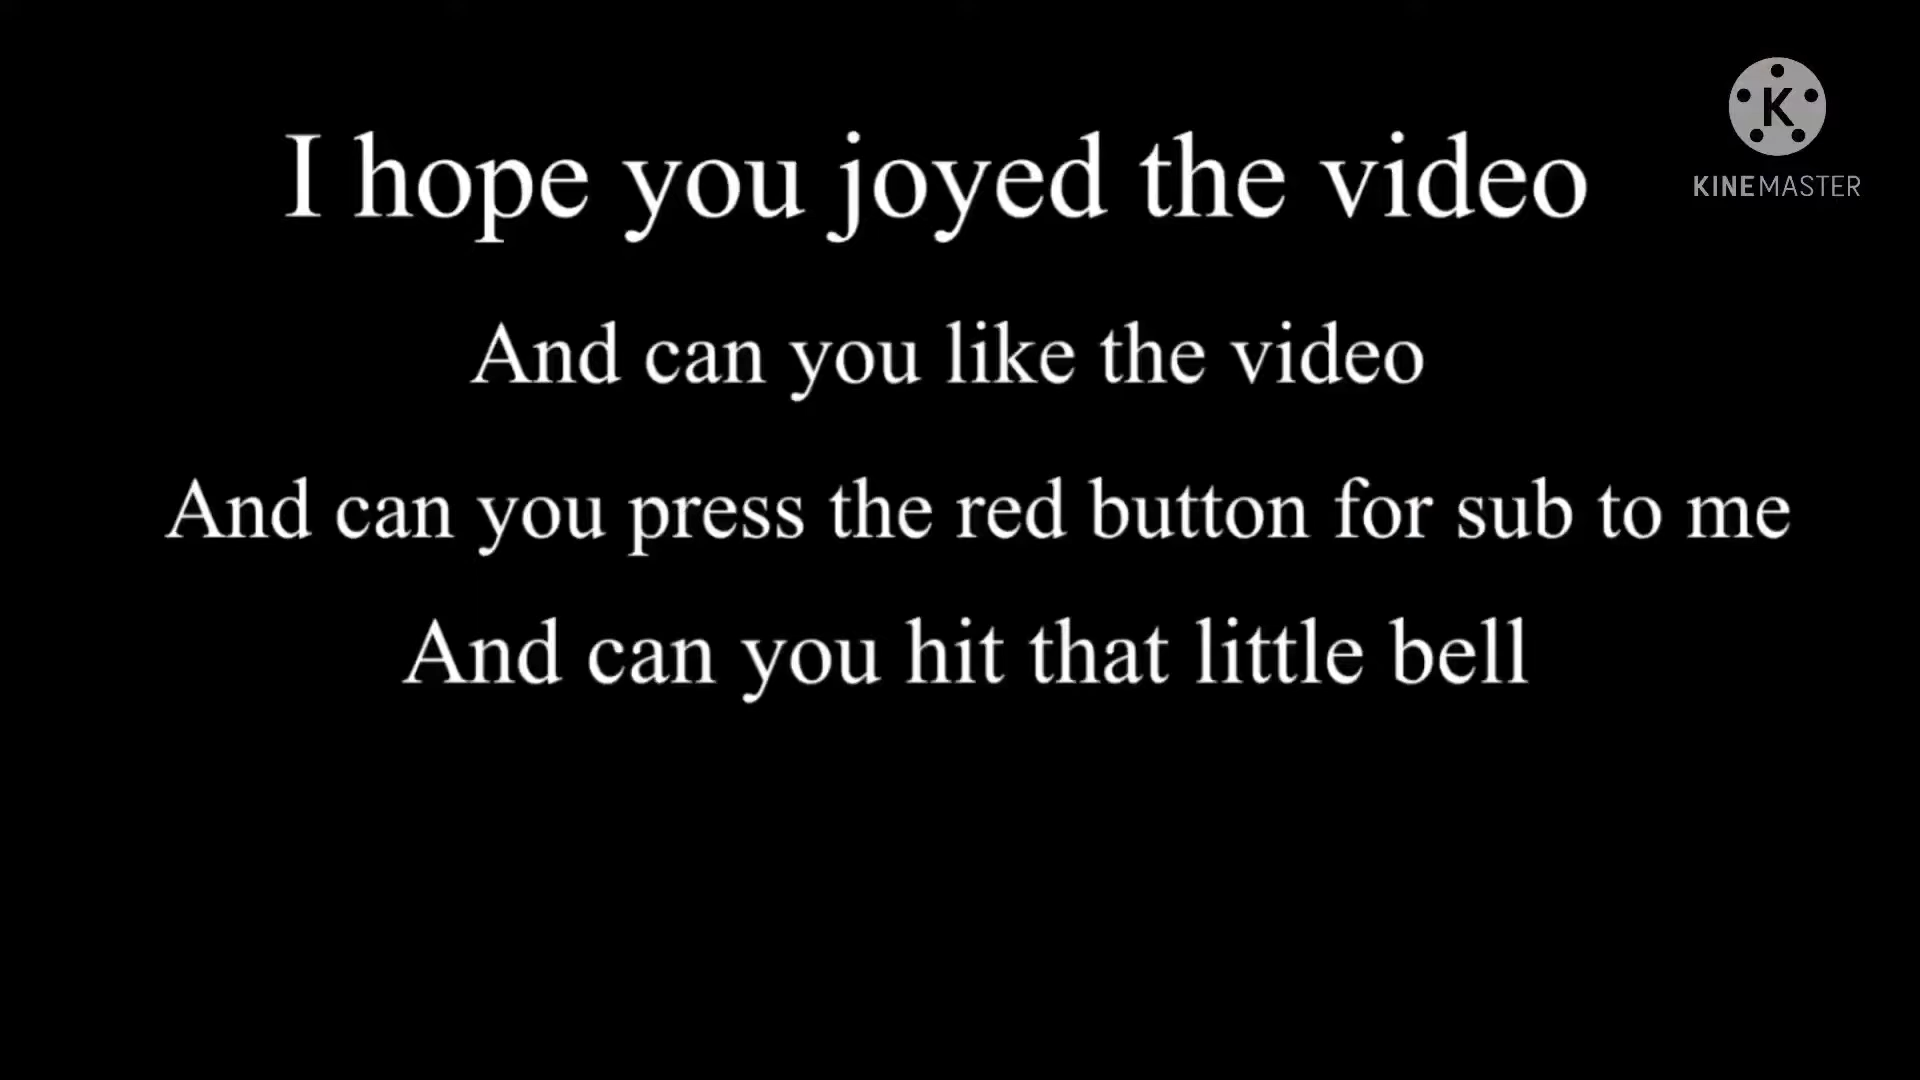 I hope you joyed the video
K
KINEMASTER
And can you like the video
And can you press the red button for sub to me
And can you hit that little bell